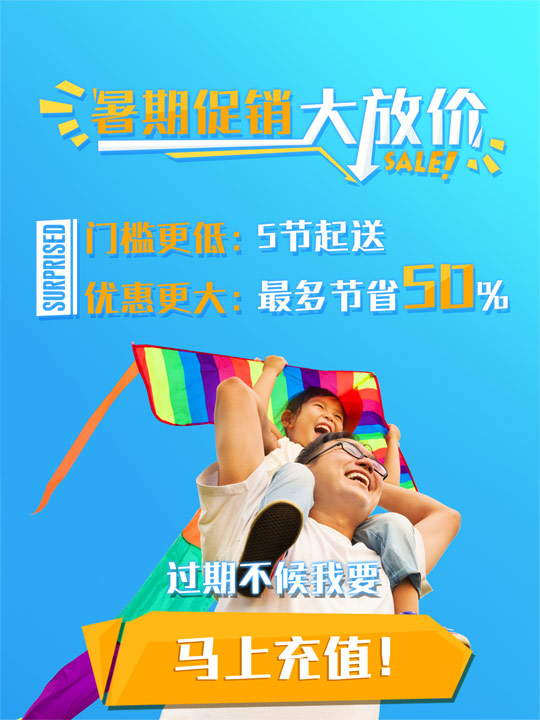 暑期促销大放价
SALE!
SURPRISED
门槛更低：5节起送
优惠更大：最多节省50%
过期不候我要
马上充值！